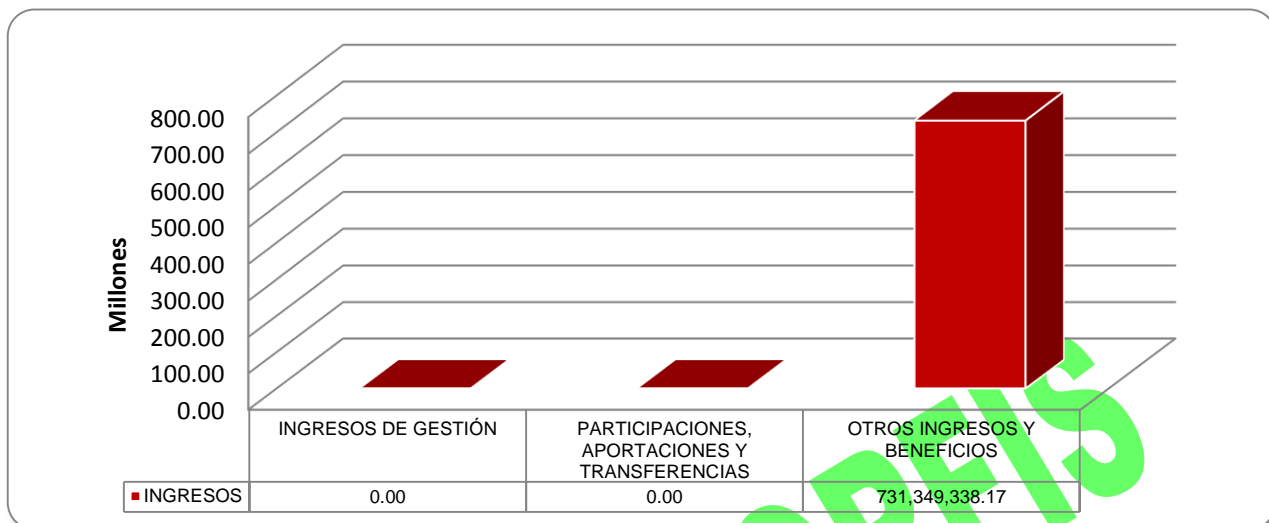 800.00
700.00
600.00
500.00
400.00
300.00
200.00
100.00
0.00
Millones
INGRESOS DE GESTIÓN
PARTICIPACIONES,
APORTACIONES Y
TRANSFERENCIAS
OTROS INGRESOS Y
BENEFICIOS
INGRESOS 0.00 0.00 731,349,338.17